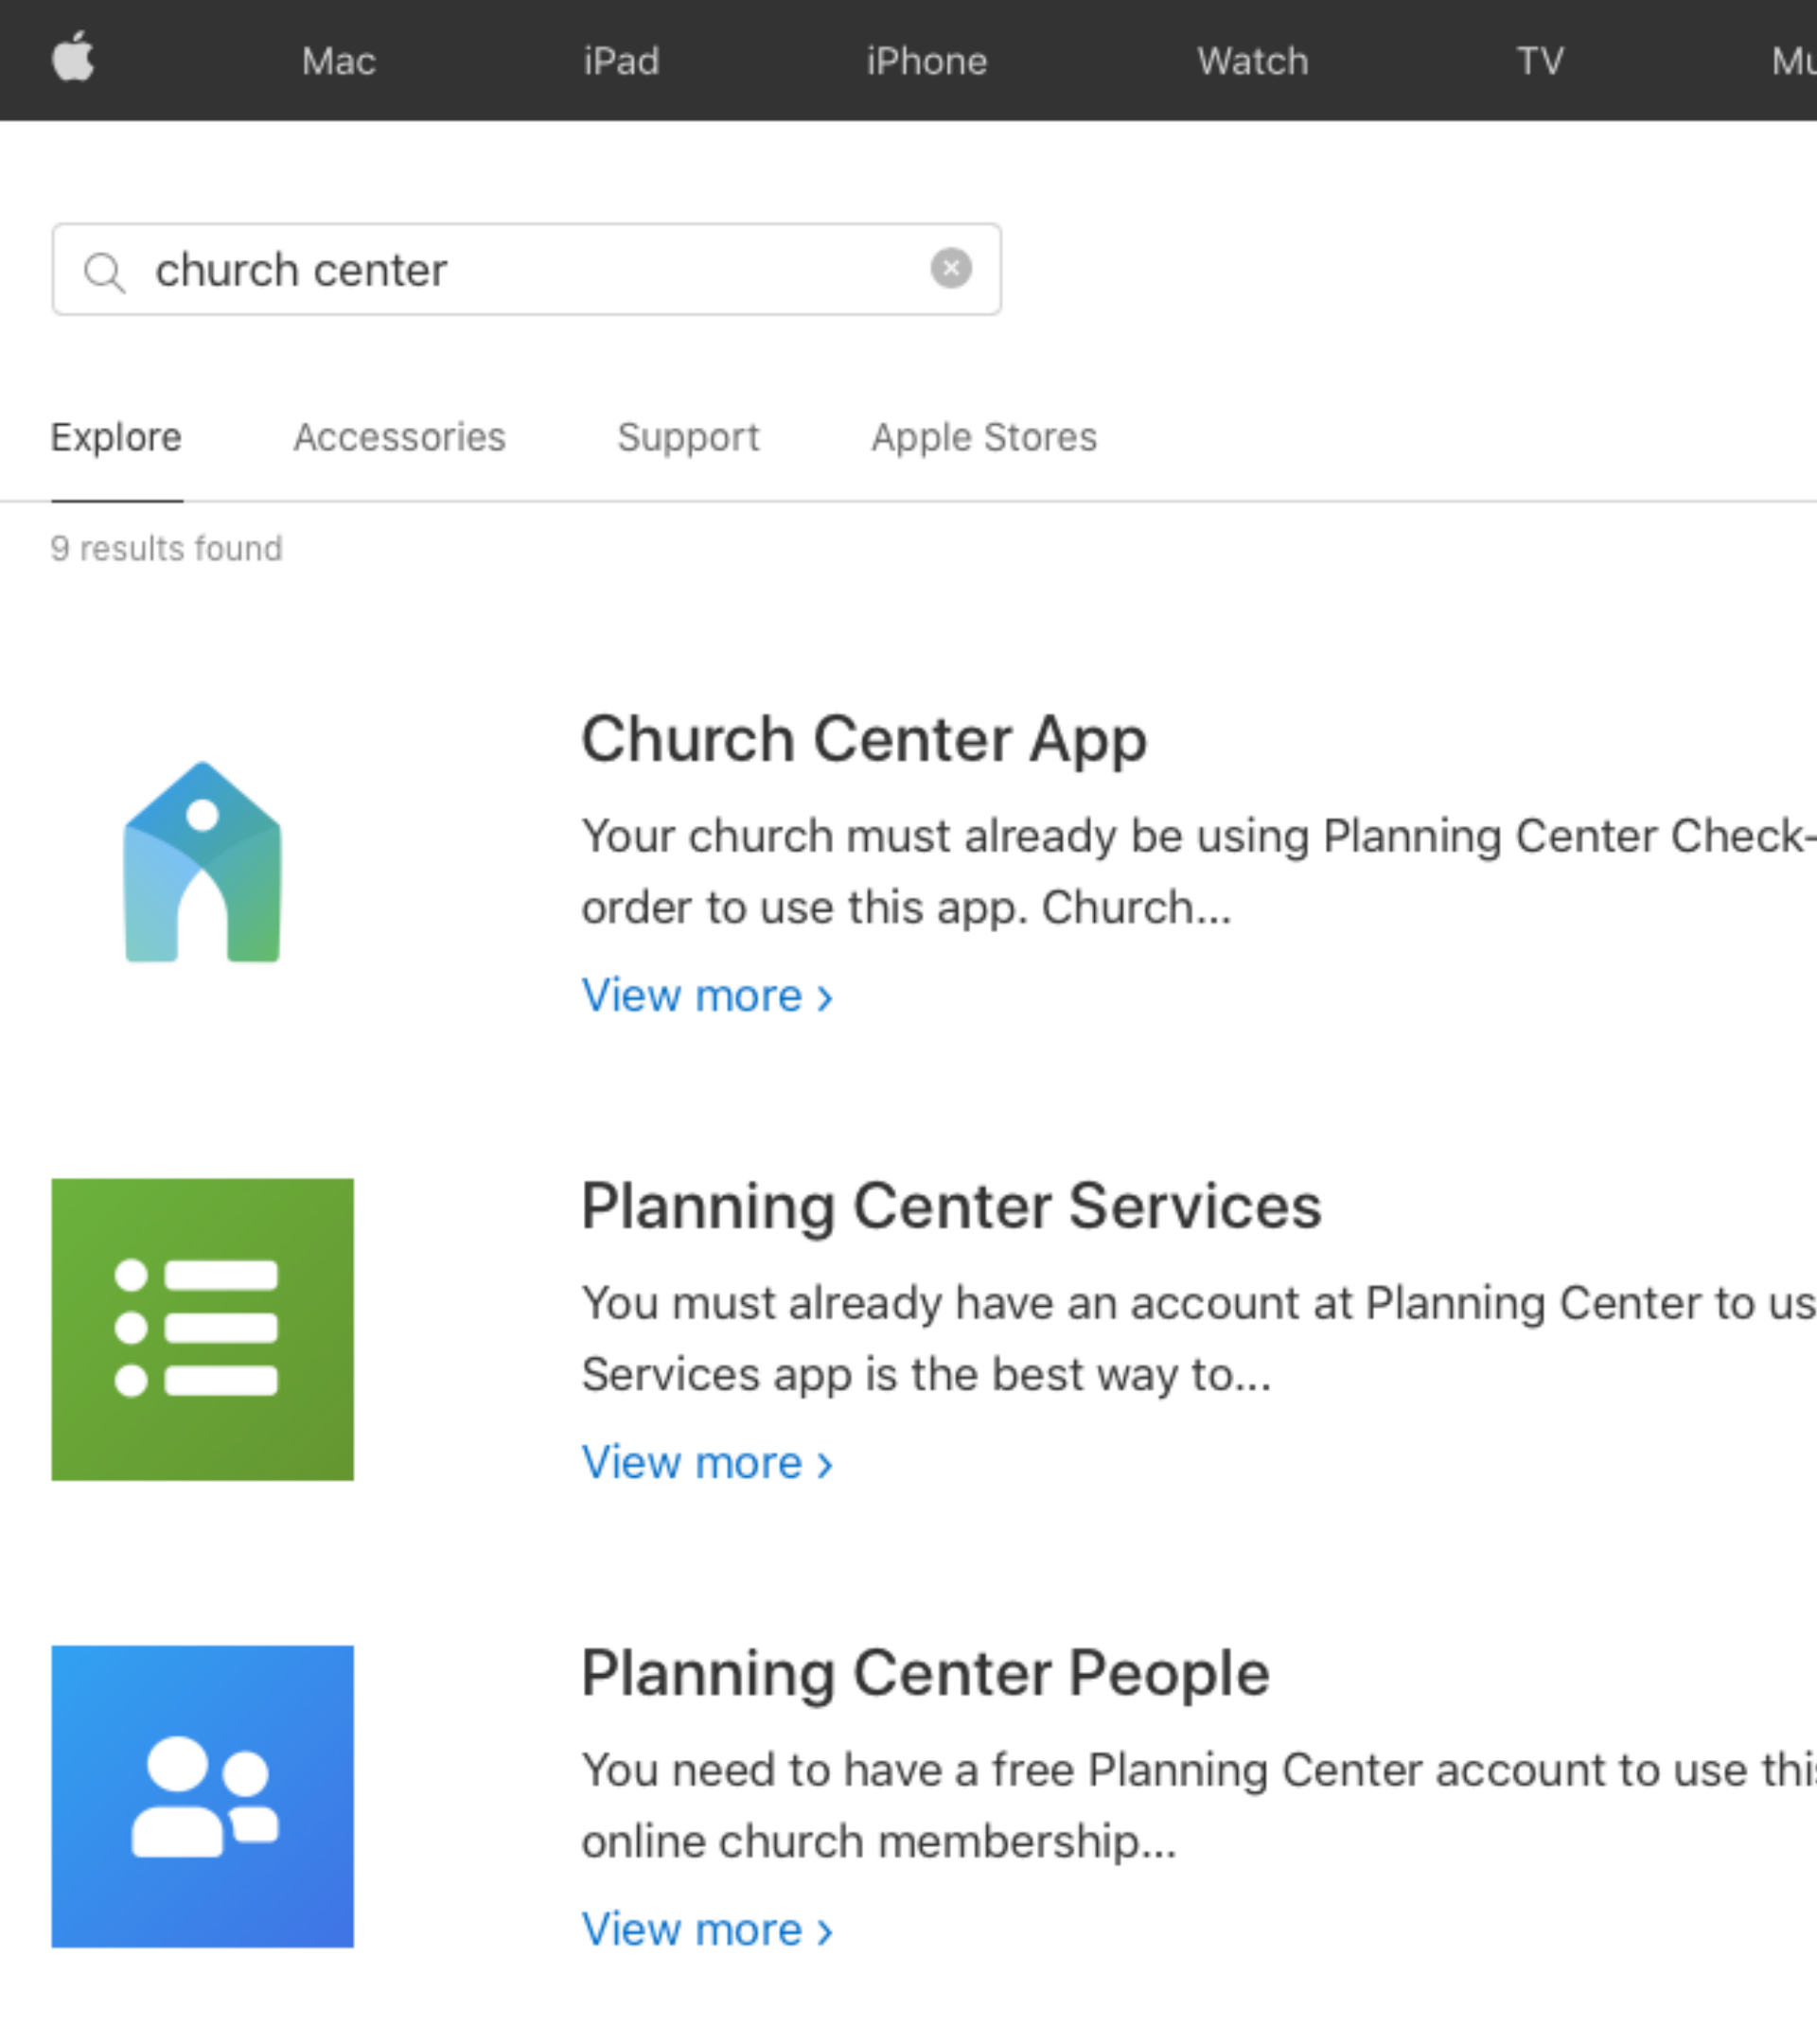 Mac iPad iPhone Watch TV
church center
Explore Accessories Support Apple Stores
9 results found
Church Center App
Your church must already be using Planning Center Check-
order to use this app. Church...
View more ›
Planning Center Services
You must already have an account at Planning Center to
Services app is the best way to...
View more ›
Planning Center People
You need to have a free Planning Center account to use
online church membership...
View more ›